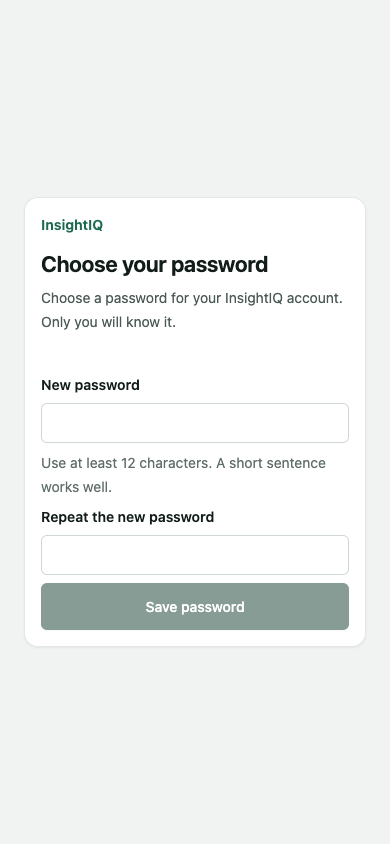 InsightIQ
Choose your password
Choose a password for your InsightIQ account.
Only you will know it.
New password
Use at least 12 characters. A short sentence
works well.
Repeat the new password
Save password